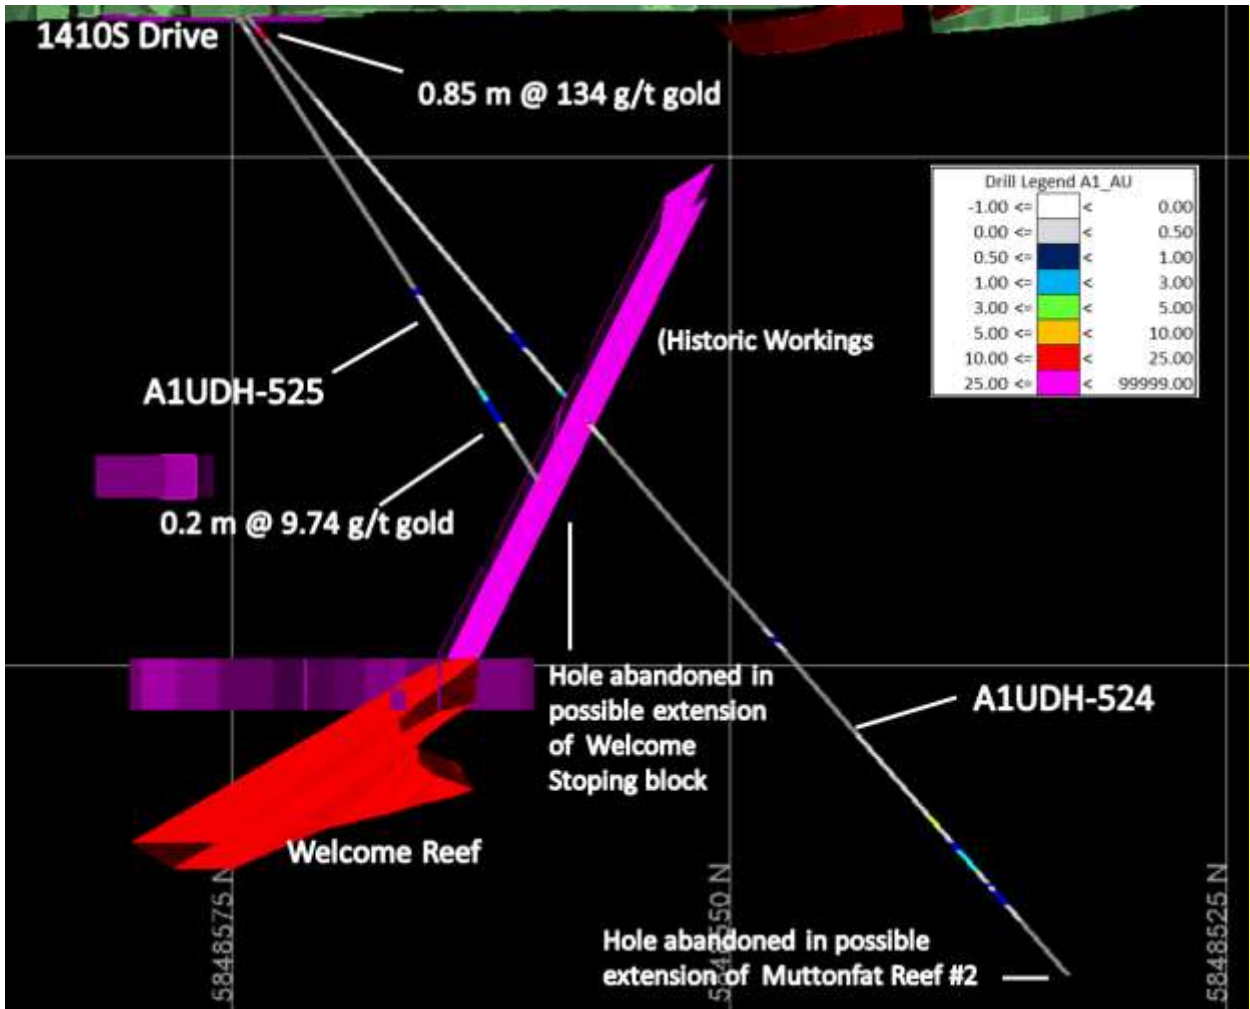 1410S Drive
0.85 m @ 134 g/t gold
Drill Legend A1_AU
-1.00 <= < 0.00
0.00 <= < 0.50
0.50 <= < 1.00
1.00 <= < 3.00
3.00 <= < 5.00
5.00 <= < 10.00
10.00 <= < 25.00
25.00 <= < 99999.00
(Historic Workings
A1UDH-525
0.2 m @ 9.74 g/t gold
Hole abandoned in
possible extension
of Welcome
Stoping block
A1UDH-524
Welcome Reef
Hole abandoned in possible
extension of Muttonfat Reef #2
5848575 N
5848550 N
5848525 N